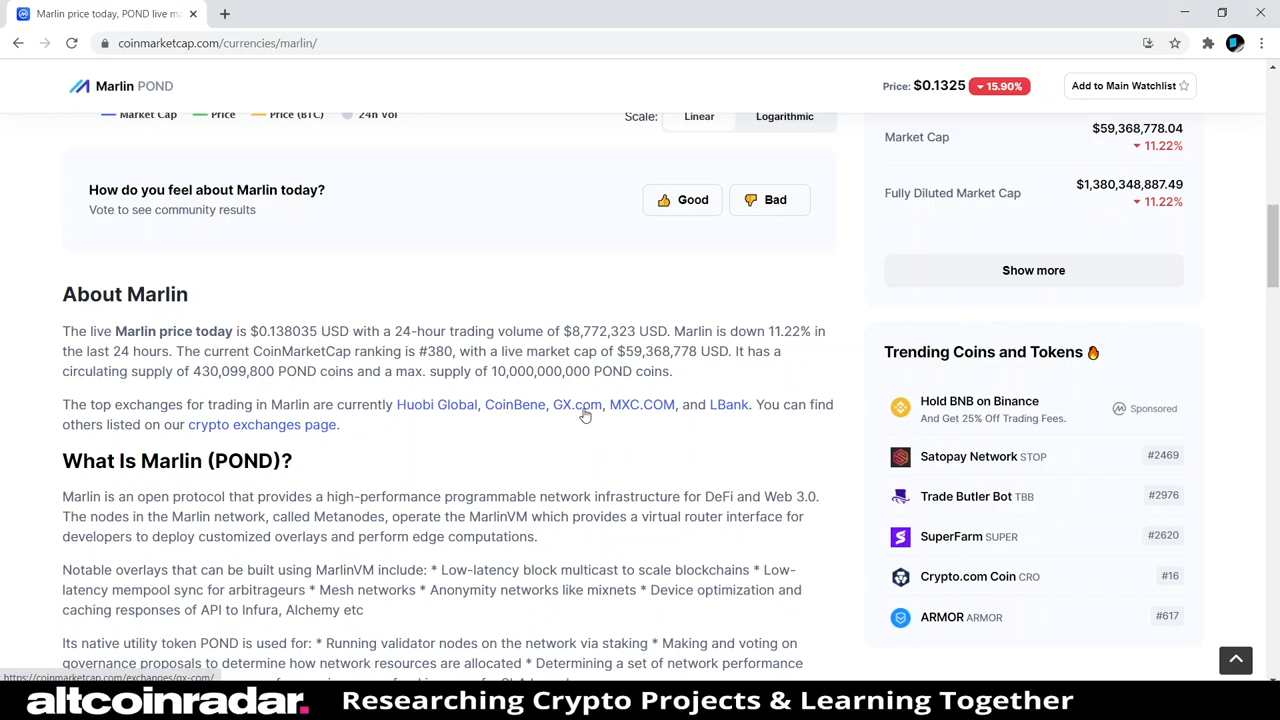 Marlin price today, POND live ma
coinmarketcap.com/currencies/marlin/
Marlin POND
Price: $0.1325 15.90%
Add to Main Watchlist
Market Cap Price Price (BTC) 24h Vol
Scale: Linear Logarithmic
How do you feel about Marlin today?
Vote to see community results
Good
Bad
About Marlin
The live Marlin price today is $0.138035 USD with a 24-hour trading volume of $8,772,323 USD. Marlin is down 11.22% in
the last 24 hours. The current CoinMarketCap ranking is #380, with a live market cap of $59,368,778 USD. It has a
circulating supply of 430,099,800 POND coins and a max. supply of 10,000,000,000 POND coins.
The top exchanges for trading in Marlin are currently Huobi Global, CoinBene, GX.com, MXC.COM, and LBank. You can find
others listed on our crypto exchanges page.
What Is Marlin (POND)?
Marlin is an open protocol that provides a high-performance programmable network infrastructure for DeFi and Web 3.0.
The nodes in the Marlin network, called Metanodes, operate the MarlinVM which provides a virtual router interface for
developers to deploy customized overlays and perform edge computations.
Notable overlays that can be built using MarlinVM include: * Low-latency block multicast to scale blockchains * Low-
latency mempool sync for arbitrageurs * Mesh networks * Anonymity networks like mixnets * Device optimization and
caching responses of API to Infura, Alchemy etc
Its native utility token POND is used for: * Running validator nodes on the network via staking * Making and voting on
governance proposals to determine how network resources are allocated * Determining a set of network performance
Market Cap
$59,368,778.04
11.22%
Fully Diluted Market Cap
$1,380,348,887.49
11.22%
Show more
Trending Coins and Tokens
Hold BNB on Binance
And Get 25% Off Trading Fees.
Sponsored
Satopay Network STOP #2469
Trade Butler Bot TBB #2976
SuperFarm SUPER #2620
Crypto.com Coin CRO #16
ARMOR ARMOR #617
https://coinmarketcap.com/exchanges/gx-com/
altcoinradar.
Researching Crypto Projects & Learning Together